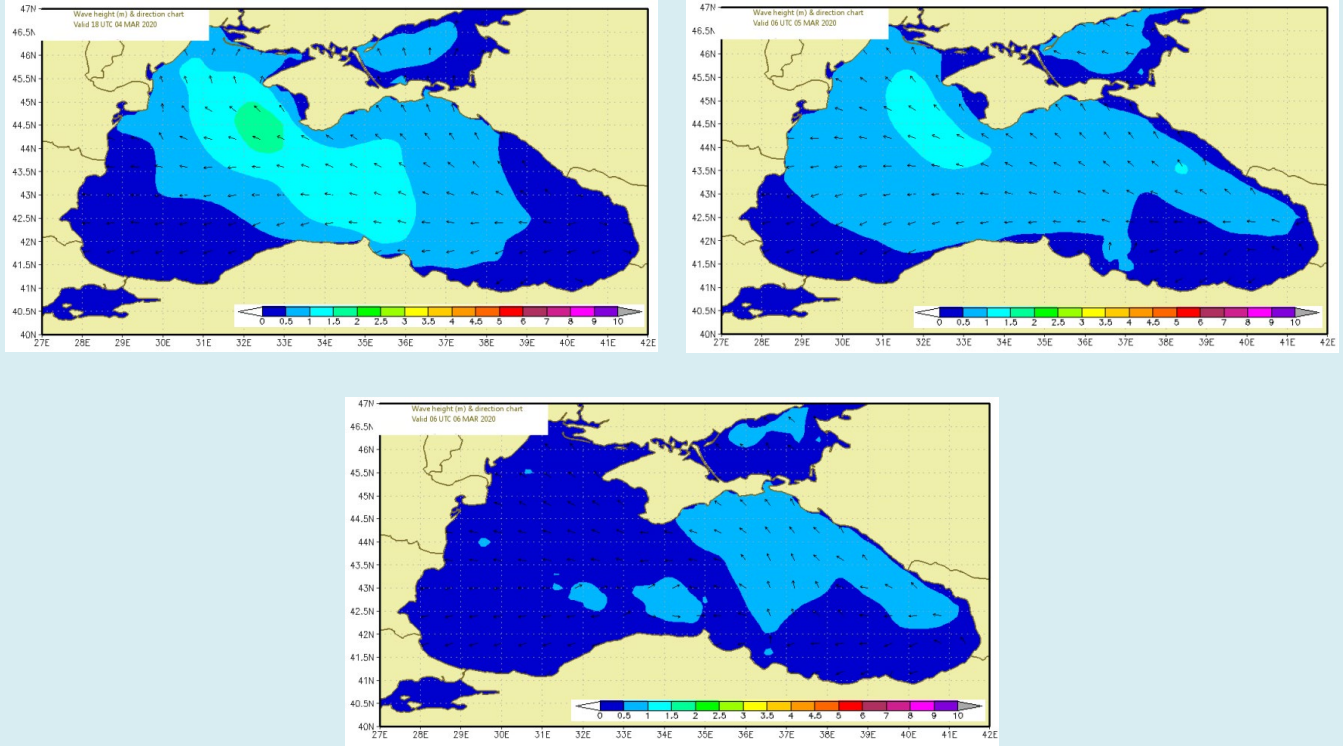 Wave height (m) & direction chart
Valid 18 UTC 04 MAR 2020
47N
46.5N
46N
45.5N
45N
44.5N
44N
43.5N
43N
42.5N
42N
41.5N
41N
40.5N
40N
0 0.5 1 1.5 2 2.5 3 3.5 4 4.5 5 6 7 8 9 10
27E 28E 29E 30E 31E 32E 33E 34E 35E 36E 37E 38E 39E 40E 41E 42E
Wave height (m) & direction chart
Valid 06 UTC 05 MAR 2020
47N
46.5N
46N
45.5N
45N
44.5N
44N
43.5N
43N
42.5N
42N
41.5N
41N
40.5N
40N
0 0.5 1 1.5 2 2.5 3 3.5 4 4.5 5 6 7 8 9 10
27E 28E 29E 30E 31E 32E 33E 34E 35E 36E 37E 38E 39E 40E 41E 42E
Wave height (m) & direction chart
Valid 06 UTC 06 MAR 2020
47N
46.5N
46N
45.5N
45N
44.5N
44N
43.5N
43N
42.5N
42N
41.5N
41N
40.5N
40N
0 0.5 1 1.5 2 2.5 3 3.5 4 4.5 5 6 7 8 9 10
27E 28E 29E 30E 31E 32E 33E 34E 35E 36E 37E 38E 39E 40E 41E 42E